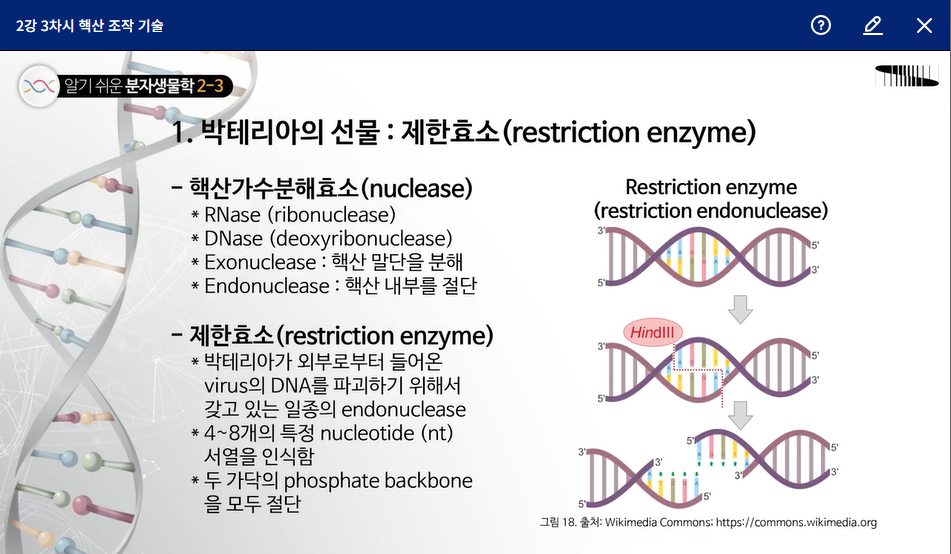 2강 3차시 핵산 조작 기술
알기 쉬운 분자생물학 2-3
1. 박테리아의 선물 : 제한효소(restriction enzyme)
- 핵산가수분해효소(nuclease)
* RNase (ribonuclease)
* DNase (deoxyribonuclease)
* Exonuclease : 핵산 말단을 분해
* Endonuclease : 핵산 내부를 절단
- 제한효소(restriction enzyme)
* 박테리아가 외부로부터 들어온
virus의 DNA를 파괴하기 위해서
갖고 있는 일종의 endonuclease
* 4~8개의 특정 nucleotide (nt)
서열을 인식함
* 두 가닥의 phosphate backbone
을 모두 절단
Restriction enzyme
(restriction endonuclease)
3'
5'
5'
3'
HindIII
3'
5'
5'
3'
5'
5'
3'
3'
3'
5'
5'
그림 18. 출처: Wikimedia Commons; https://commons.wikimedia.org